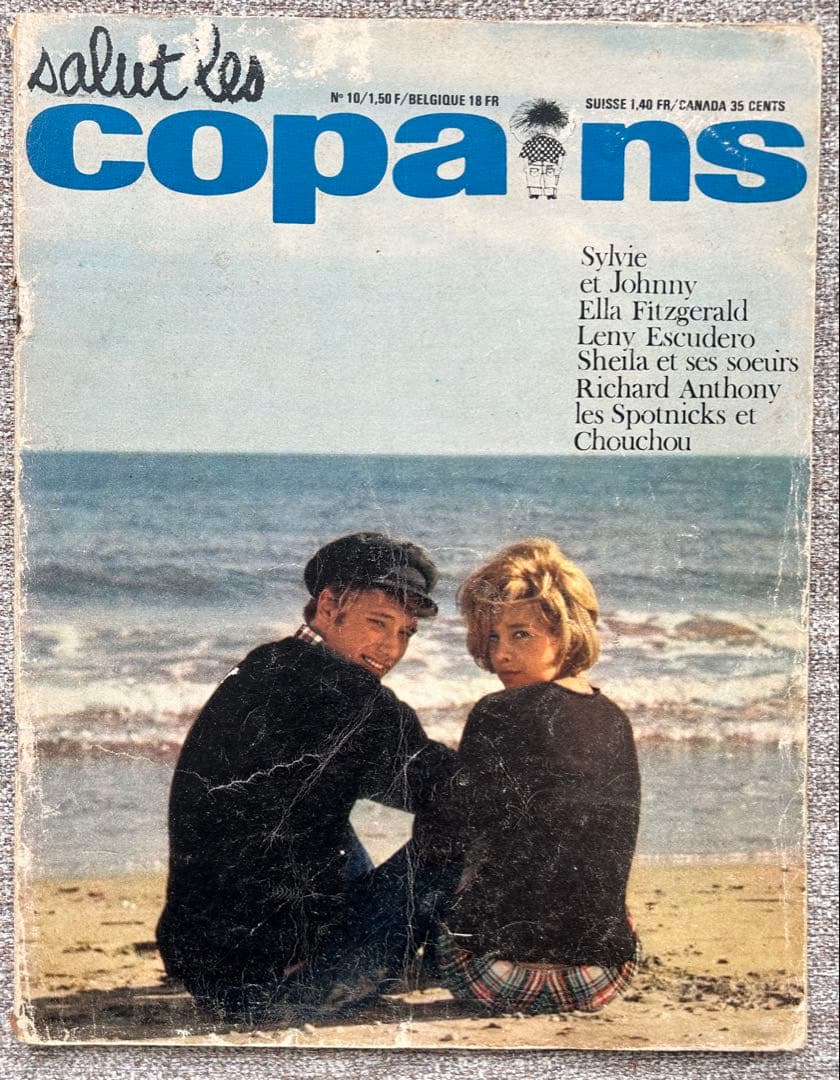 salut les
copains
N° 10/1,50 F/BELGIQUE 18 FR
SUISSE 1,40 FR/CANADA 35 CENTS
Sylvie
et Johnny
Ella Fitzgerald
Leny Escudero
Sheila et ses soeurs
Richard Anthony
les Spotnicks et
Chouchou